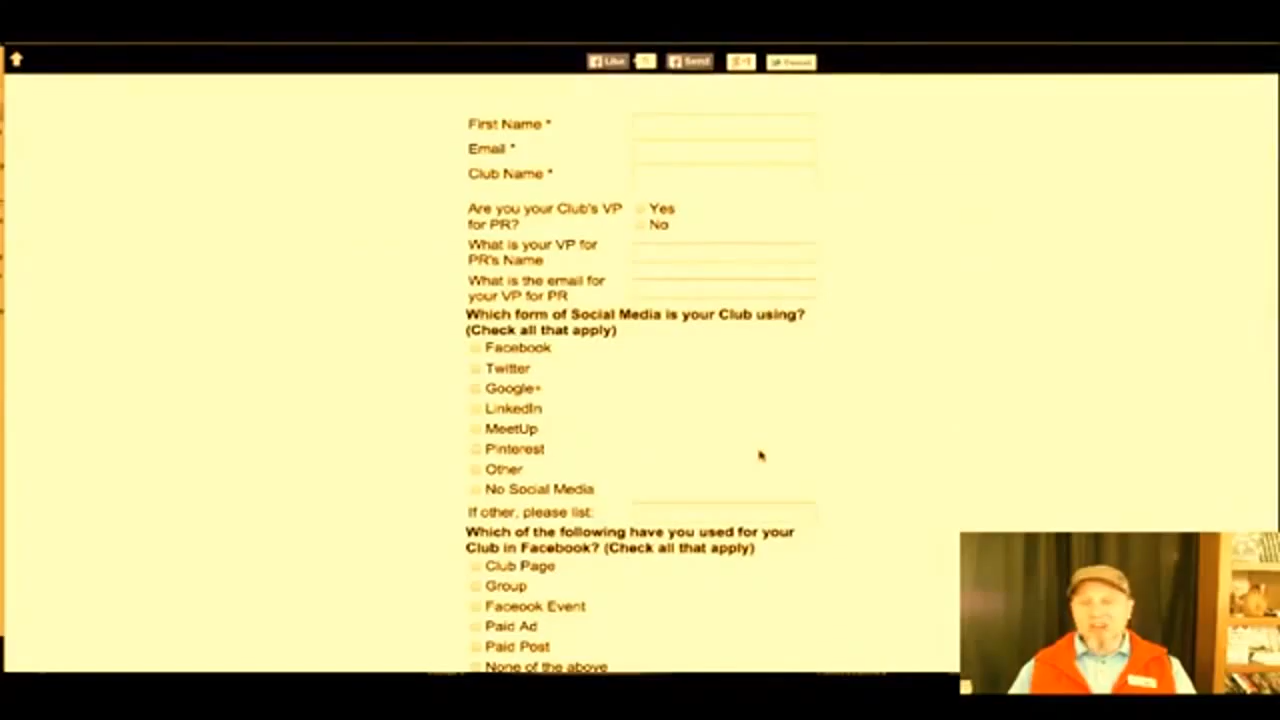 Like
Send
Tweet
First Name *
Email *
Club Name *
Are you your Club's VP
for PR?
Yes
No
What is your VP for
PR's Name
What is the email for
your VP for PR
Which form of Social Media is your Club using?
(Check all that apply)
Facebook
Twitter
Google+
LinkedIn
MeetUp
Pinterest
Other
No Social Media
If other, please list:
Which of the following have you used for your
Club in Facebook? (Check all that apply)
Club Page
Group
Faceook Event
Paid Ad
Paid Post
None of the above